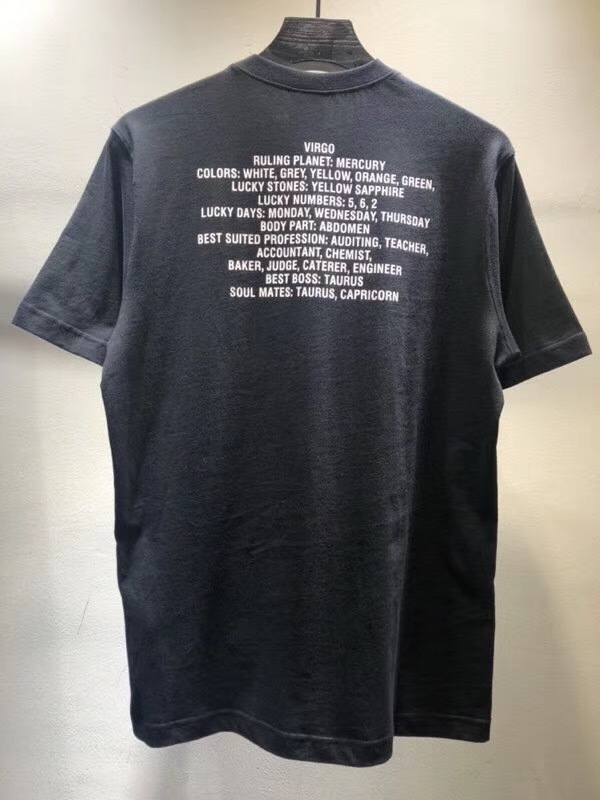 VIRGO
RULING PLANET: MERCURY
COLORS: WHITE, GREY, YELLOW, ORANGE, GREEN,
LUCKY STONES: YELLOW SAPPHIRE
LUCKY NUMBERS: 5, 6, 2
LUCKY DAYS: MONDAY, WEDNESDAY, THURSDAY
BODY PART: ABDOMEN
BEST SUITED PROFESSION: AUDITING, TEACHER,
ACCOUNTANT, CHEMIST,
BAKER, JUDGE, CATERER, ENGINEER
BEST BOSS: TAURUS
SOUL MATES: TAURUS, CAPRICORN